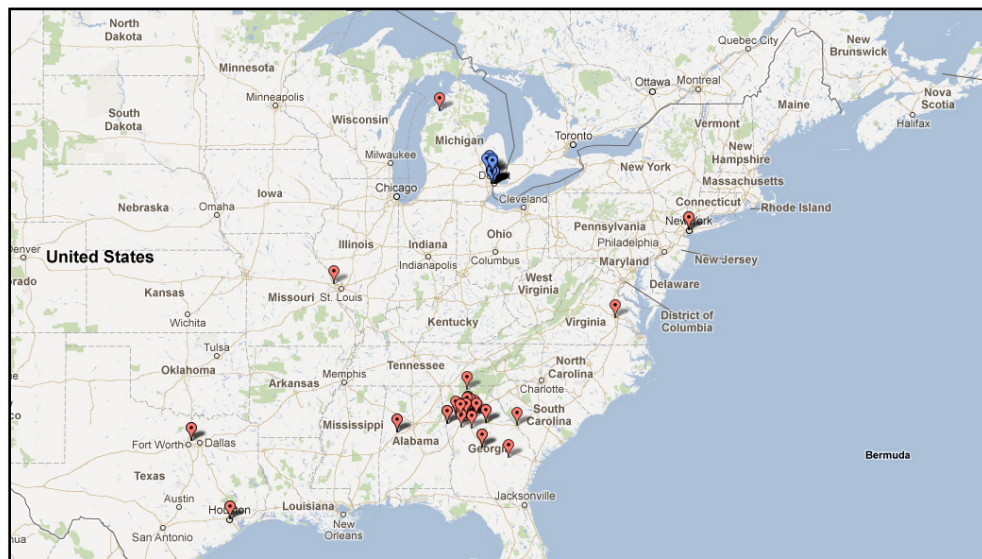 North
Dakota
Minnesota
Minneapolis
South
Dakota
Wisconsin
Michigan
Milwaukee
Chicago
Iowa
Nebraska
Omaha
Denver
United States
Illinois
Indiana
Indianapolis
Ohio
Columbus
Cleveland
Toronto
Ottawa
Montreal
Quebec City
New
Brunswick
Nova
Scotia
Halifax
Maine
Vermont
New
Hampshire
Massachusetts
New York
Connecticut
Rhode Island
New York
Pennsylvania
Philadelphia
New Jersey
Maryland
Delaware
District of
Columbia
West
Virginia
Virginia
Kansas
Wichita
Missouri
St. Louis
Kentucky
Tulsa
Oklahoma
Arkansas
Memphis
Tennessee
North
Carolina
Charlotte
South
Carolina
Mississippi
Alabama
Georgia
Fort Worth
Dallas
Texas
Austin
Houston
San Antonio
Louisiana
New
Orleans
Jacksonville
Bermuda